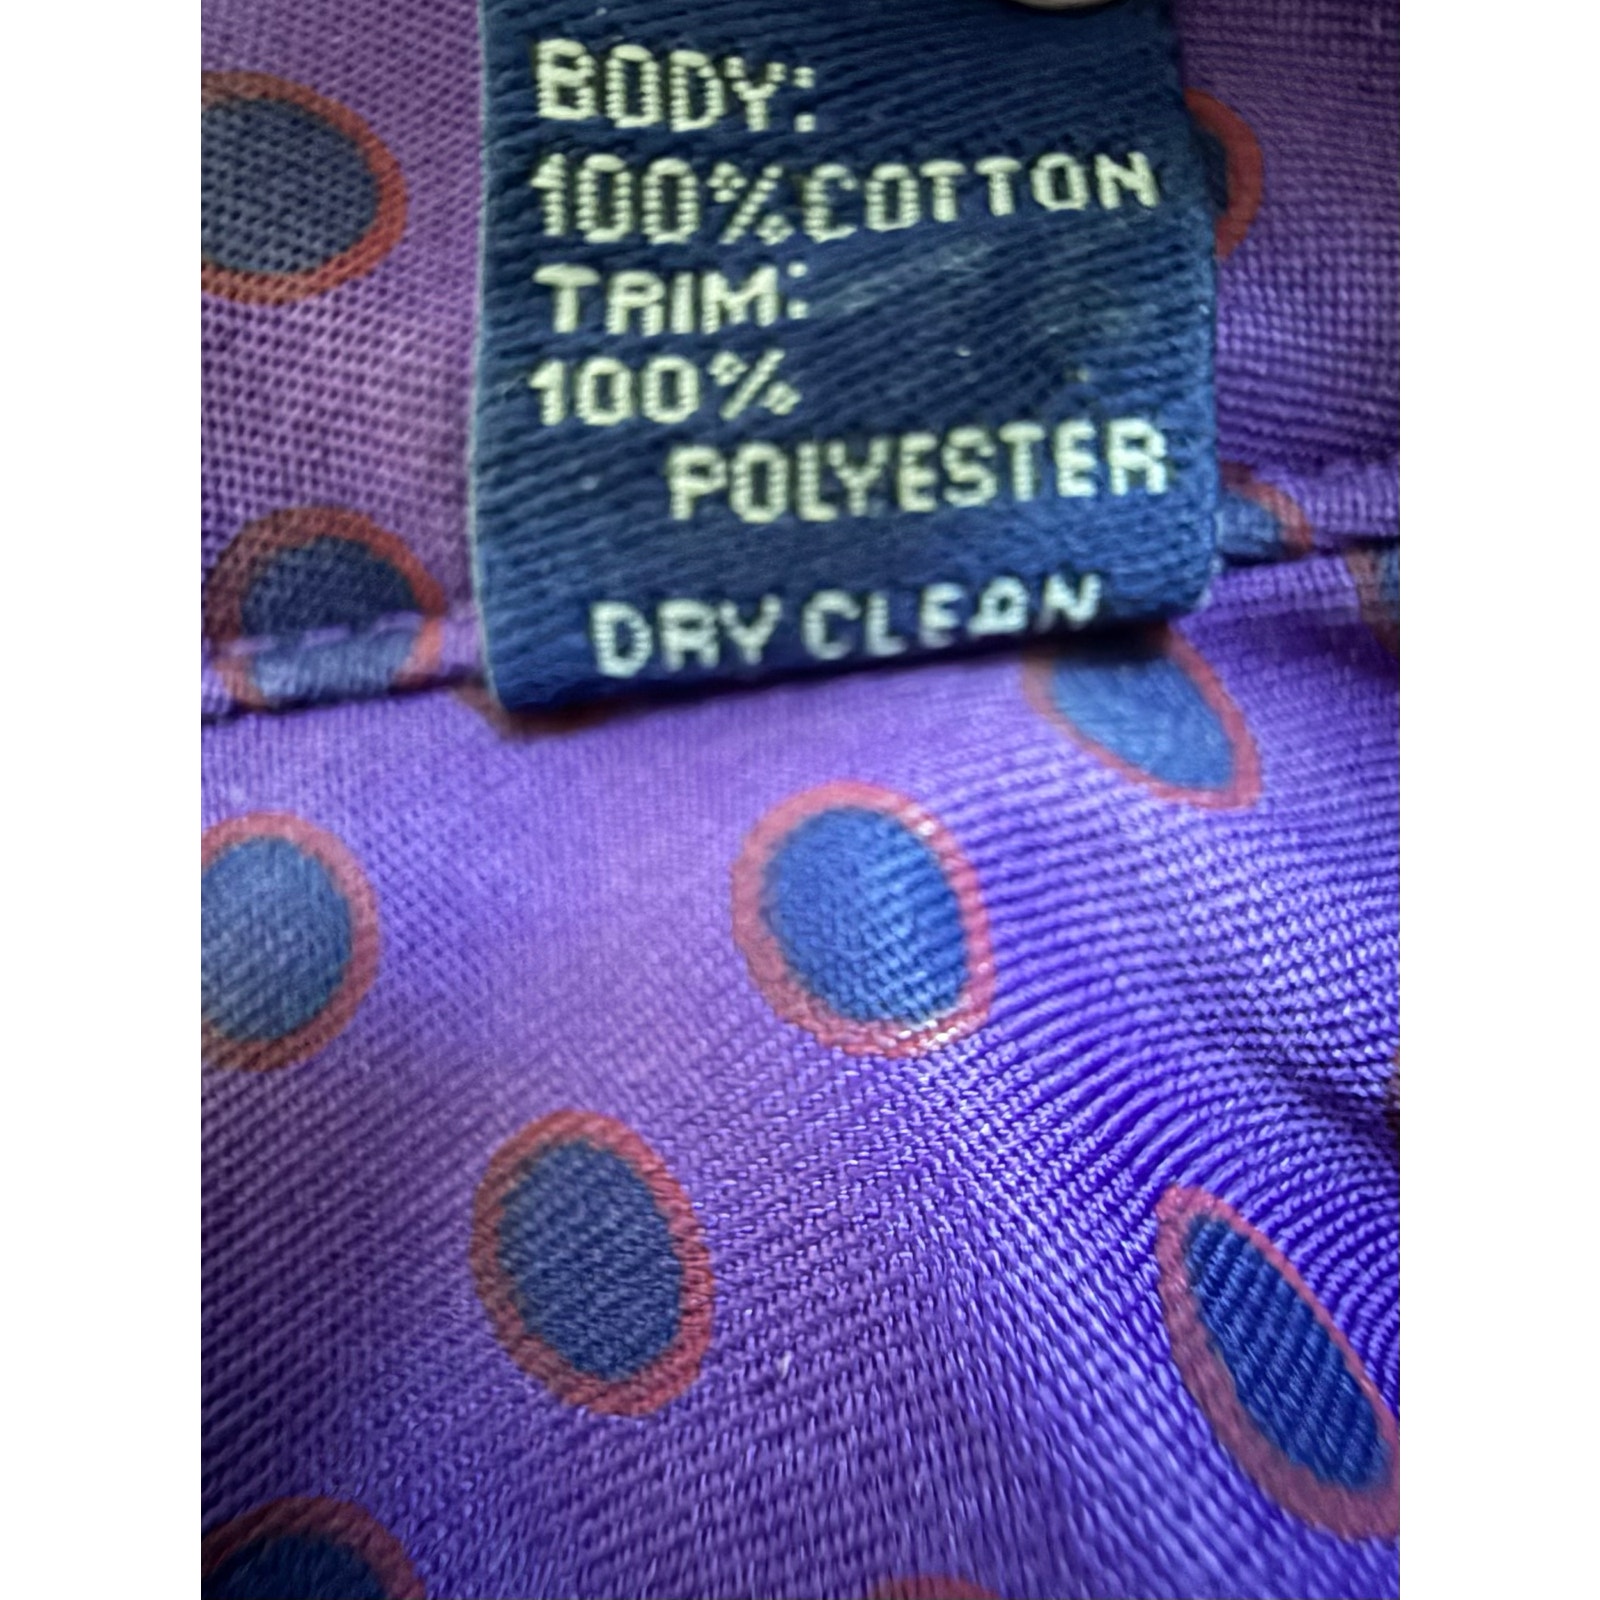 BODY:
100% COTTON
TRIM:
100%
POLYESTER
DRY CLEAN